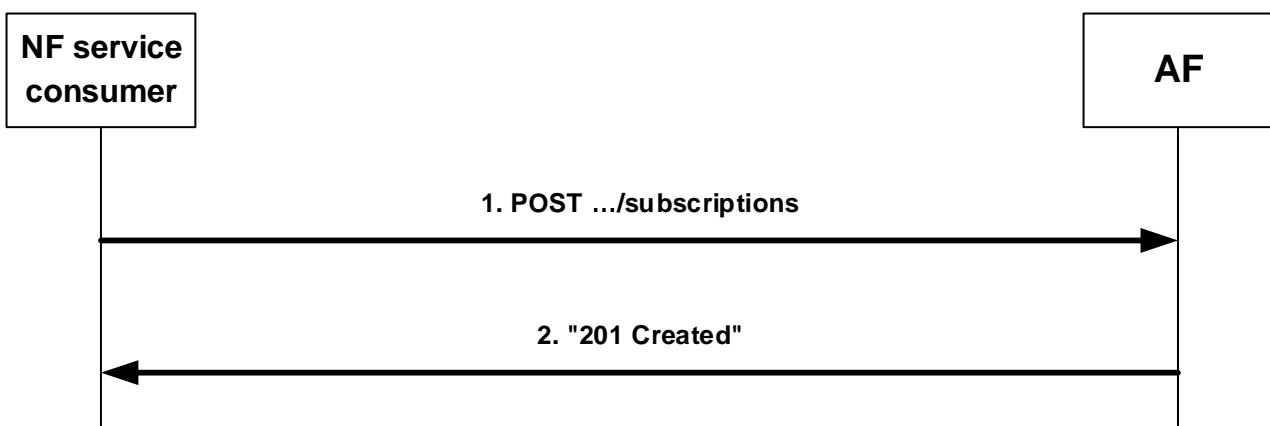 NF service
consumer
AF
1. POST .../subscriptions
2. "201 Created"